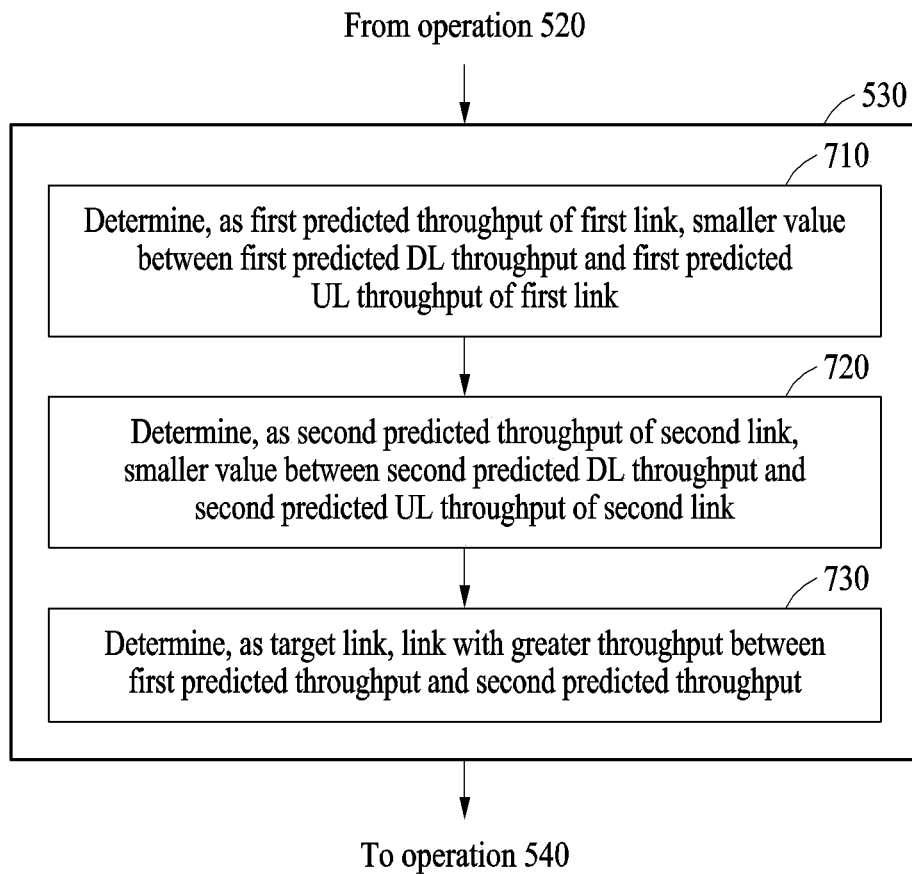 From operation 520
530
710
Determine, as first predicted throughput of first link, smaller value
between first predicted DL throughput and first predicted
UL throughput of first link
720
Determine, as second predicted throughput of second link,
smaller value between second predicted DL throughput and
second predicted UL throughput of second link
730
Determine, as target link, link with greater throughput between
first predicted throughput and second predicted throughput
To operation 540